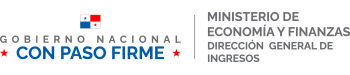 GOBIERNO NACIONAL
★ CON PASO FIRME ★
MINISTERIO DE
ECONOMÍA Y FINANZAS
DIRECCIÓN GENERAL DE
INGRESOS